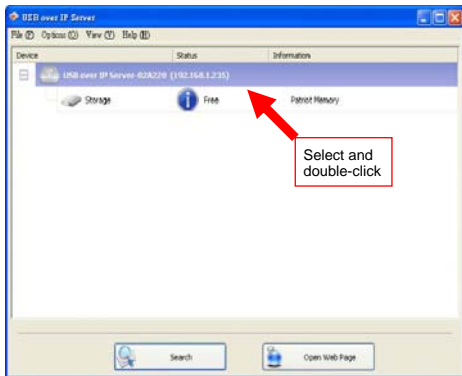 USB over IP Server
File (F) Options (O) View (V) Help (H)
Device Status Information
USB over IP Server-02A220 (192.168.1.235)
Storage Free Patriot Memory
Select and
double-click
Search Open Web Page